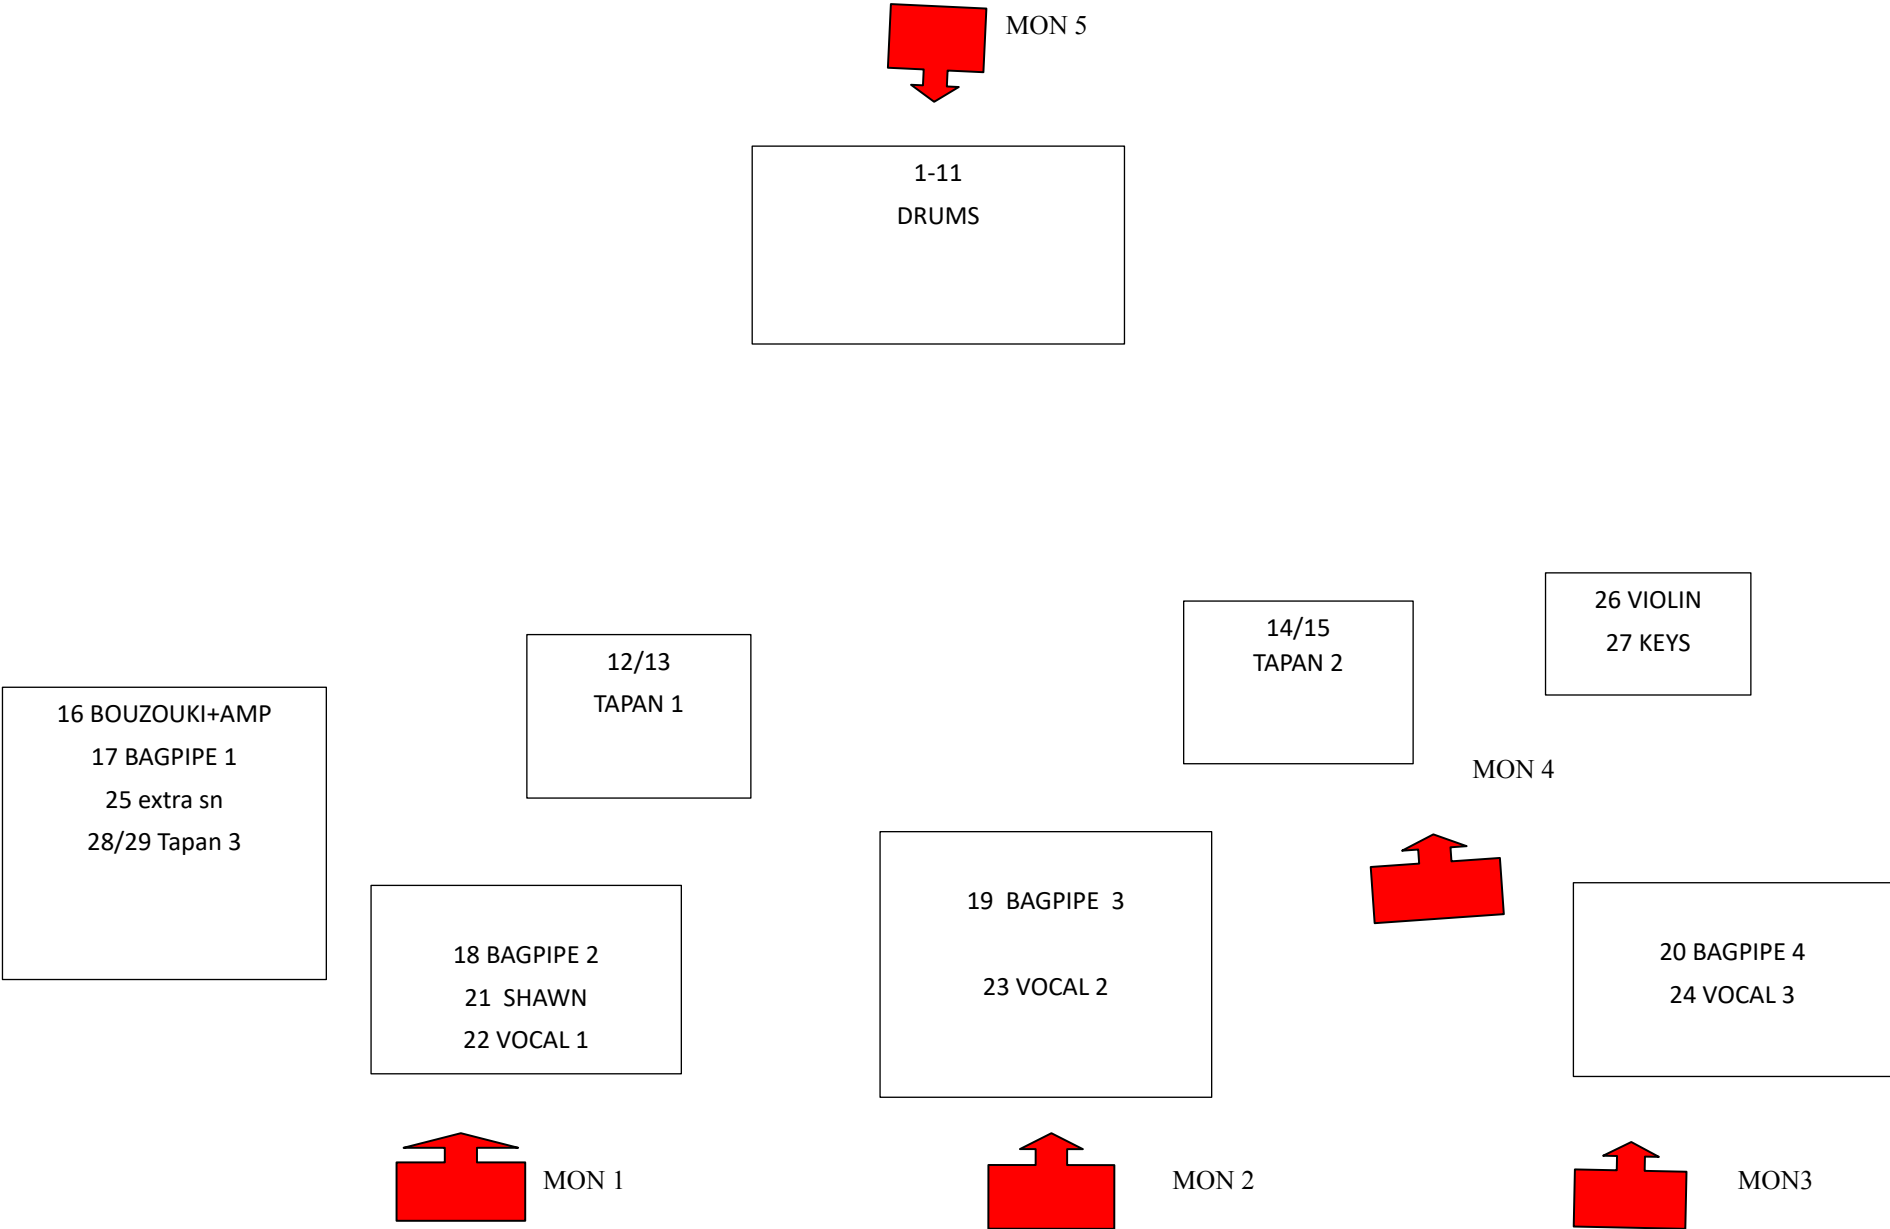 MON 5
1-11
DRUMS
26 VIOLIN
27 KEYS
14/15
TAPAN 2
12/13
TAPAN 1
16 BOUZOUKI+AMP
17 BAGPIPE 1
25 extra sn
28/29 Tapan 3
MON 4
19 BAGPIPE 3
23 VOCAL 2
18 BAGPIPE 2
21 SHAWN
22 VOCAL 1
20 BAGPIPE 4
24 VOCAL 3
MON 1
MON 2
MON3